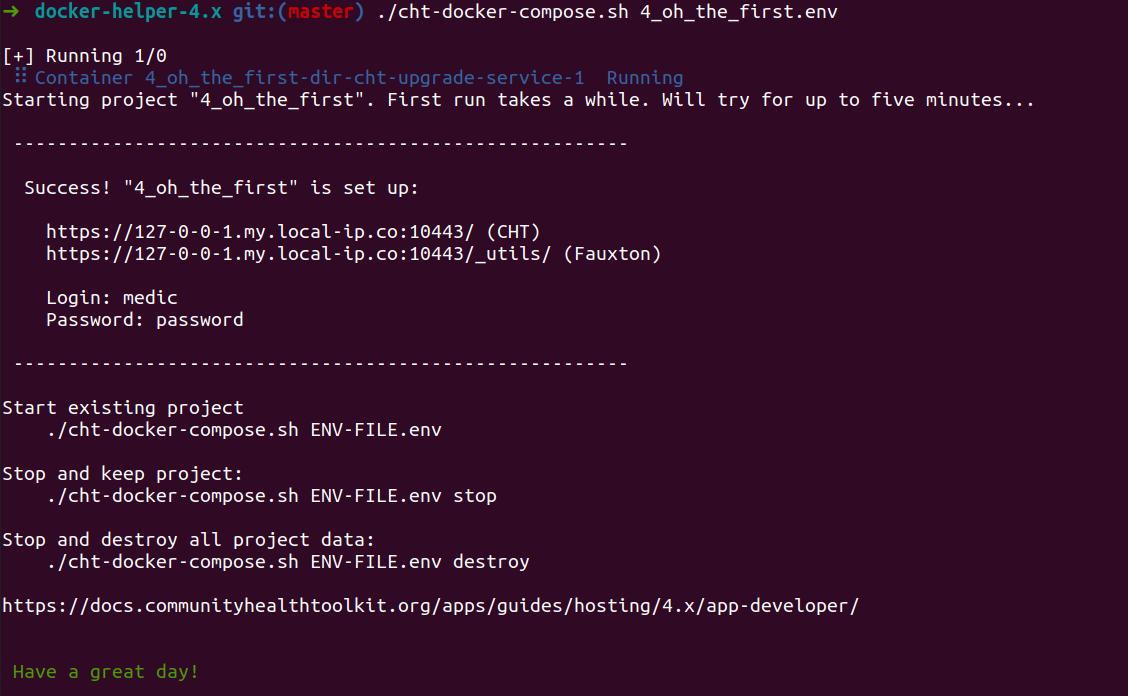 → docker-helper-4.x git:(master) ./cht-docker-compose.sh 4_oh_the_first.env
[+] Running 1/0
⠿ Container 4_oh_the_first-dir-cht-upgrade-service-1  Running
Starting project "4_oh_the_first". First run takes a while. Will try for up to five minutes...
--------------------------------------------------------
Success! "4_oh_the_first" is set up:
https://127-0-0-1.my.local-ip.co:10443/ (CHT)
https://127-0-0-1.my.local-ip.co:10443/_utils/ (Fauxton)
Login: medic
Password: password
--------------------------------------------------------
Start existing project
./cht-docker-compose.sh ENV-FILE.env
Stop and keep project:
./cht-docker-compose.sh ENV-FILE.env stop
Stop and destroy all project data:
./cht-docker-compose.sh ENV-FILE.env destroy
https://docs.communityhealthtoolkit.org/apps/guides/hosting/4.x/app-developer/
Have a great day!